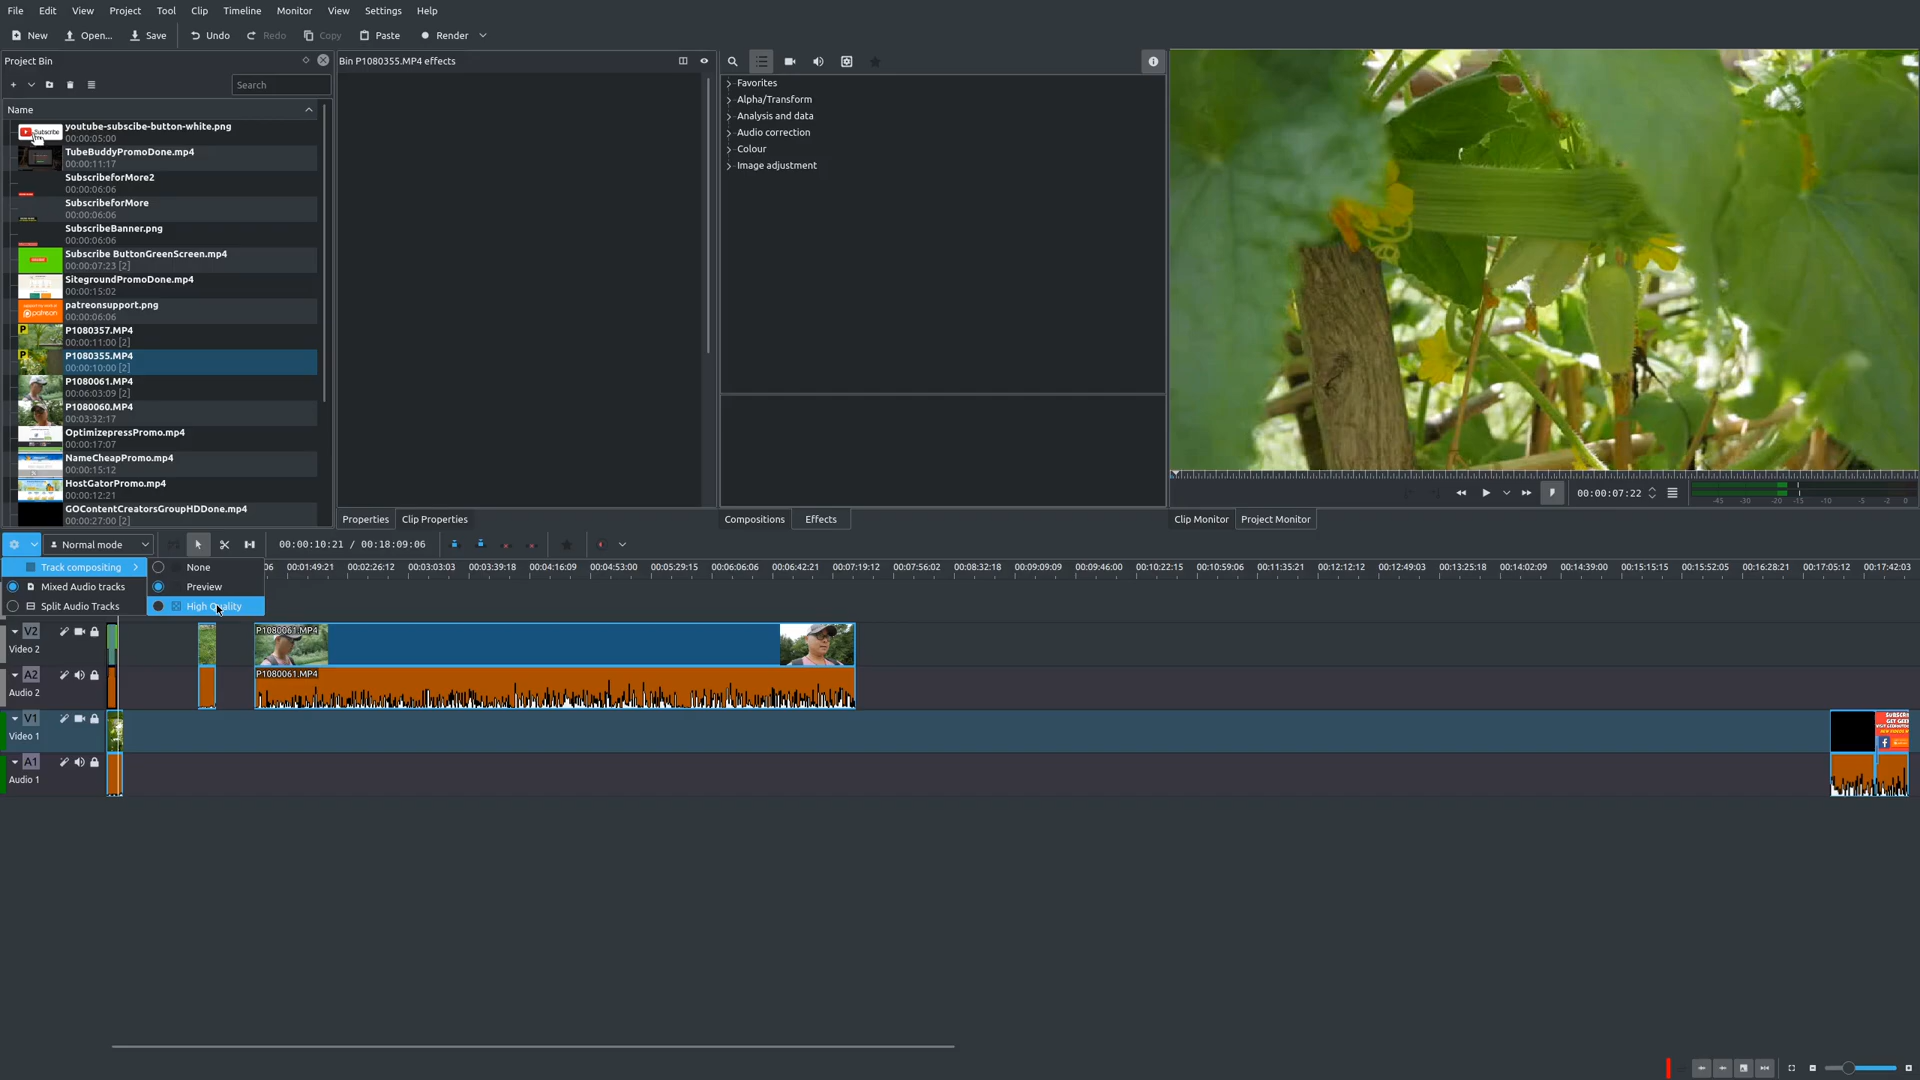 File Edit View Project Tool Clip Timeline Monitor View Settings Help
New Open... Save Undo Redo Copy Paste Render
Project Bin
Search
Name
youtube-subscibe-button-white.png
00:00:05:00
TubeBuddyPromoDone.mp4
00:00:11:17
SubscribeforMore2
00:00:06:06
SubscribeforMore
00:00:06:06
SubscribeBanner.png
00:00:06:06
Subscribe ButtonGreenScreen.mp4
00:00:07:23 [2]
SitegroundPromoDone.mp4
00:00:15:02
patreonsupport.png
00:00:06:06
P1080357.MP4
00:00:11:00 [2]
P1080355.MP4
00:00:10:00 [2]
P1080061.MP4
00:06:03:09 [2]
P1080060.MP4
00:03:32:17
OptimizepressPromo.mp4
00:00:17:07
NameCheapPromo.mp4
00:00:15:12
HostGatorPromo.mp4
00:00:12:21
GOContentCreatorsGroupHDDone.mp4
00:00:27:00 [2]
Bin P1080355.MP4 effects
Properties Clip Properties
Favorites
Alpha/Transform
Analysis and data
Audio correction
Colour
Image adjustment
Compositions Effects
00:00:07:22
-45 -30 -20 -15 -10 -5 -2 0
Clip Monitor Project Monitor
Normal mode 00:00:10:21 / 00:18:09:06
Track compositing
Mixed Audio tracks
Split Audio Tracks
None
Preview
High Quality
06 00:01:49:21 00:02:26:12 00:03:03:03 00:03:39:18 00:04:16:09 00:04:53:00 00:05:29:15 00:06:06:06 00:06:42:21 00:07:19:12 00:07:56:02 00:08:32:18 00:09:09:09 00:09:46:00 00:10:22:15 00:10:59:06 00:11:35:21 00:12:12:12 00:12:49:03 00:13:25:18 00:14:02:09 00:14:39:00 00:15:15:15 00:15:52:05 00:16:28:21 00:17:05:12 00:17:42:03
V2
Video 2
P1080061.MP4
A2
Audio 2
P1080061.MP4
V1
Video 1
A1
Audio 1